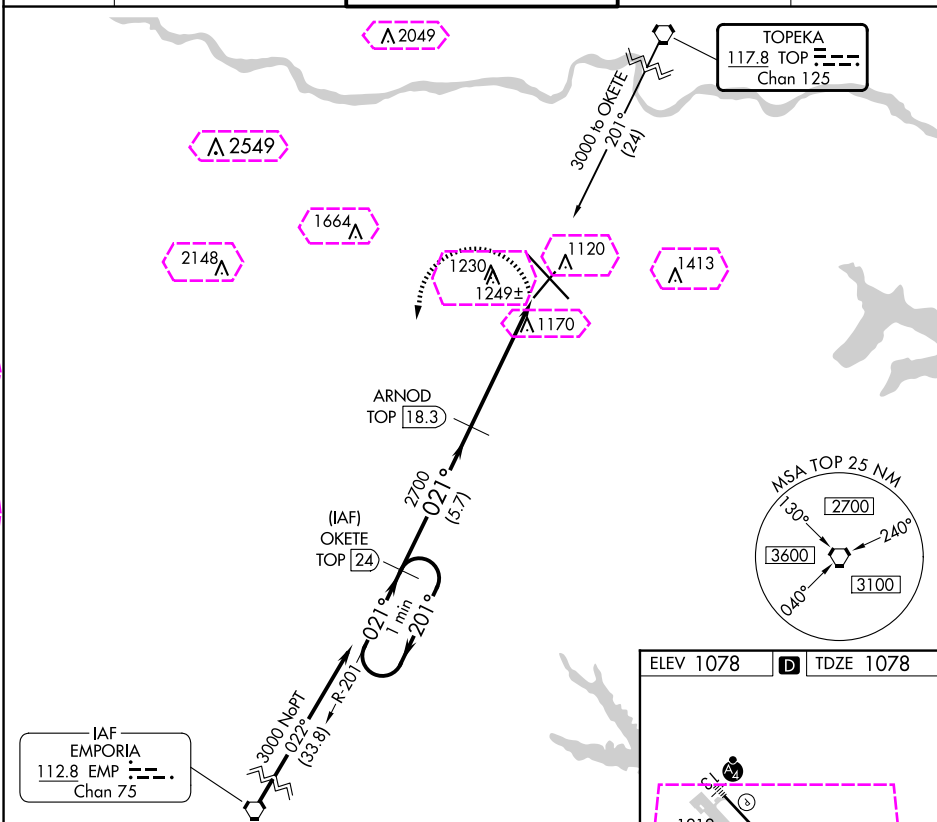 2049
TOPEKA
117.8 TOP
Chan 125
3000 to OKETE
201°
(24)
2549
1664
2148
1230
1249±
1120
1413
1170
ARNOD
TOP 18.3
2700
021°
(5.7)
(IAF)
OKETE
TOP 24
021°
1 min
201°
R-201
3000 NoPT
022°
(33.8)
IAF
EMPORIA
112.8 EMP
Chan 75
MSA TOP 25 NM
130°
2700
240°
3600
040°
3100
ELEV 1078 D TDZE 1078
A4
13
P